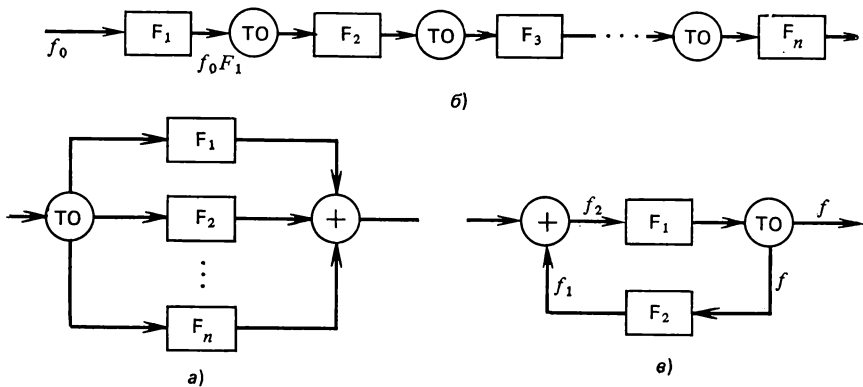 f₀ F₁ TO F₂ TO F₃ · · · · TO Fₙ
f₀F₁
б)
F₁
TO F₂ +
⋮
Fₙ
а)
+ f₂ F₁ TO f
f₁ F₂ f
в)